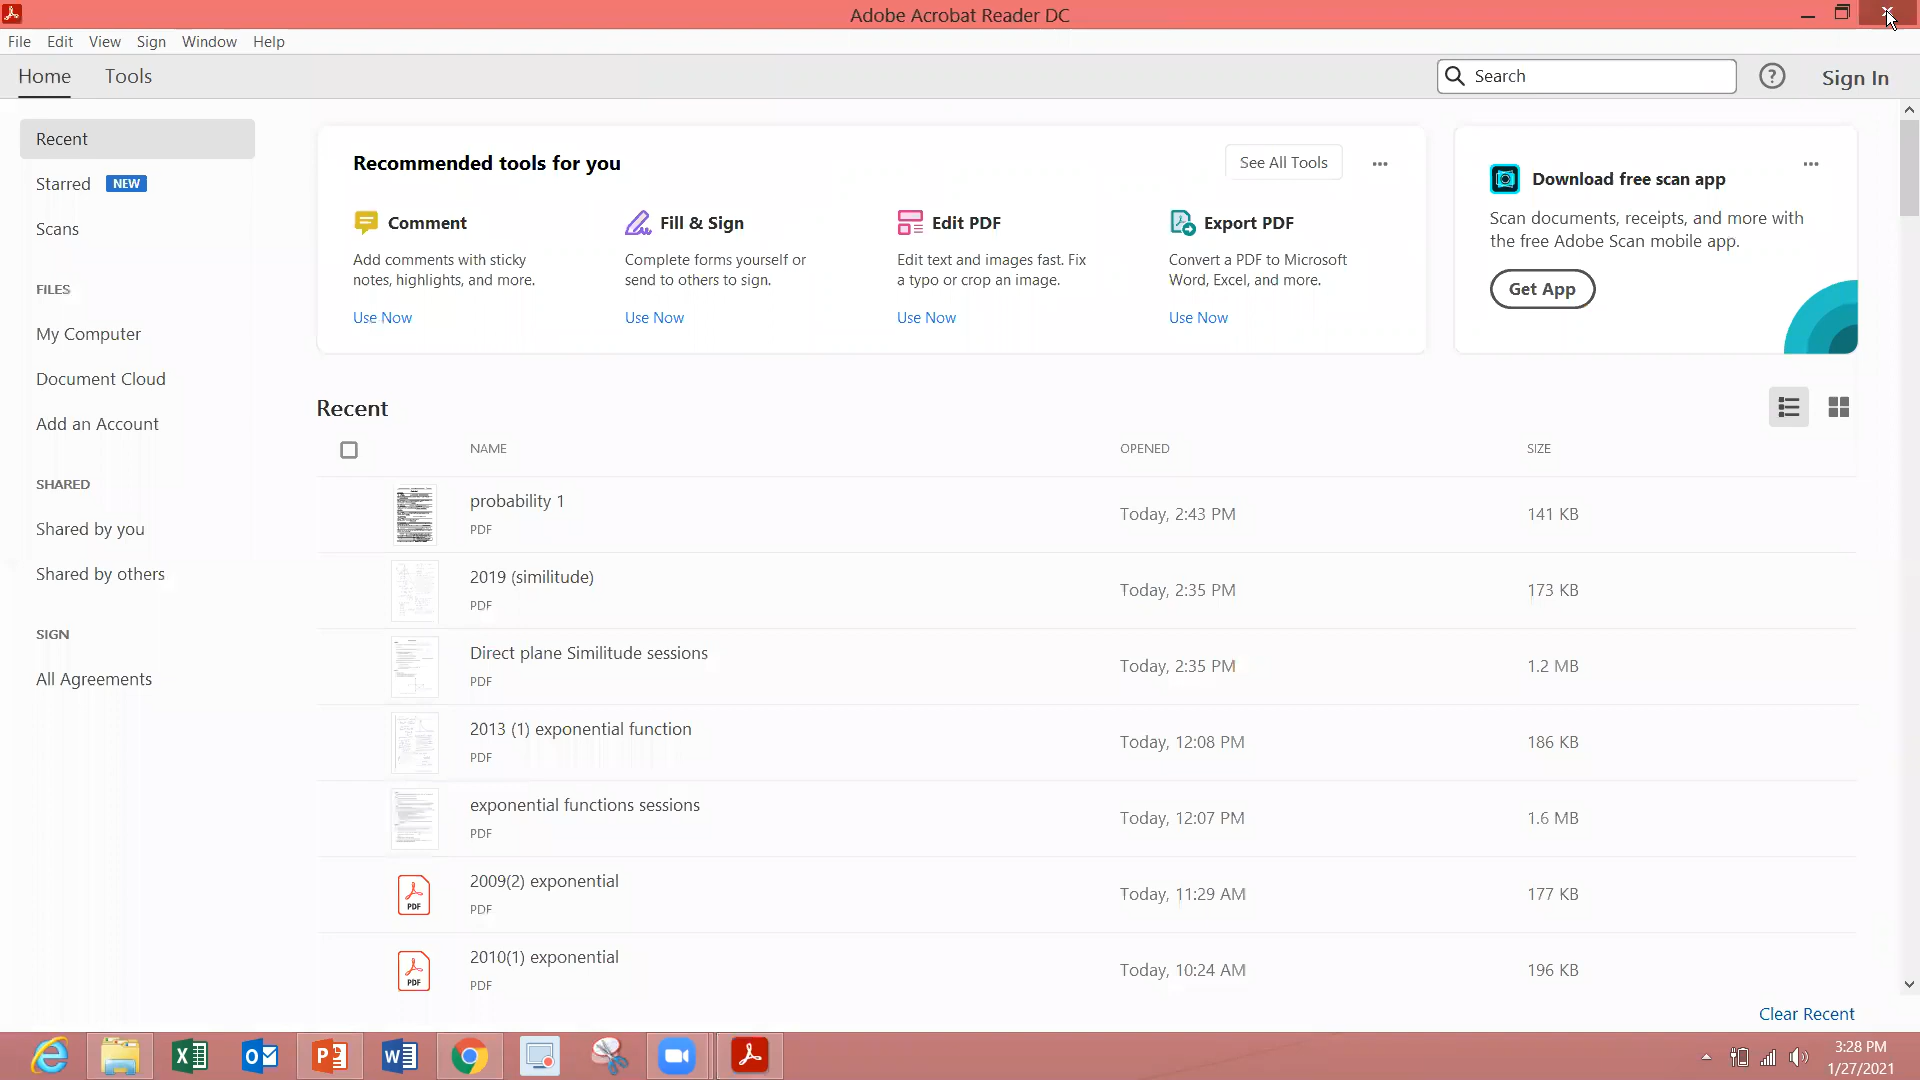 Adobe Acrobat Reader DC
File Edit View Sign Window Help
Home Tools
Search
Sign In
Recent
Starred NEW
Scans
FILES
My Computer
Document Cloud
Add an Account
SHARED
Shared by you
Shared by others
SIGN
All Agreements
Recommended tools for you
See All Tools
Comment
Add comments with sticky
notes, highlights, and more.
Use Now
Fill & Sign
Complete forms yourself or
send to others to sign.
Use Now
Edit PDF
Edit text and images fast. Fix
a typo or crop an image.
Use Now
Export PDF
Convert a PDF to Microsoft
Word, Excel, and more.
Use Now
Download free scan app
Scan documents, receipts, and more with
the free Adobe Scan mobile app.
Get App
Recent
NAME OPENED SIZE
probability 1
PDF
Today, 2:43 PM 141 KB
2019 (similitude)
PDF
Today, 2:35 PM 173 KB
Direct plane Similitude sessions
PDF
Today, 2:35 PM 1.2 MB
2013 (1) exponential function
PDF
Today, 12:08 PM 186 KB
exponential functions sessions
PDF
Today, 12:07 PM 1.6 MB
2009(2) exponential
PDF
Today, 11:29 AM 177 KB
2010(1) exponential
PDF
Today, 10:24 AM 196 KB
Clear Recent
3:28 PM
1/27/2021